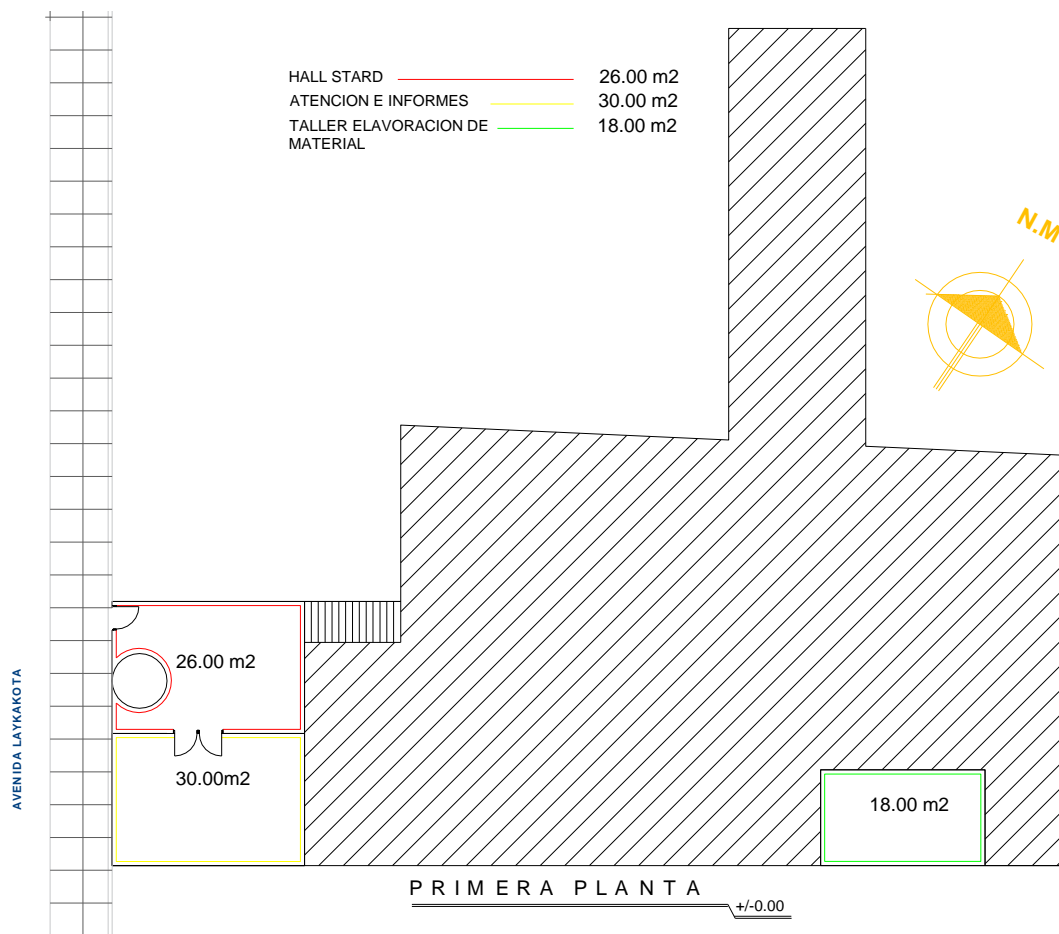 HALL STARD 26.00 m2
ATENCION E INFORMES 30.00 m2
TALLER ELAVORACION DE 18.00 m2
MATERIAL
N.M
26.00 m2
AVENIDA LAYKAKOTA
30.00m2
18.00 m2
PRIMERA PLANTA
+/-0.00